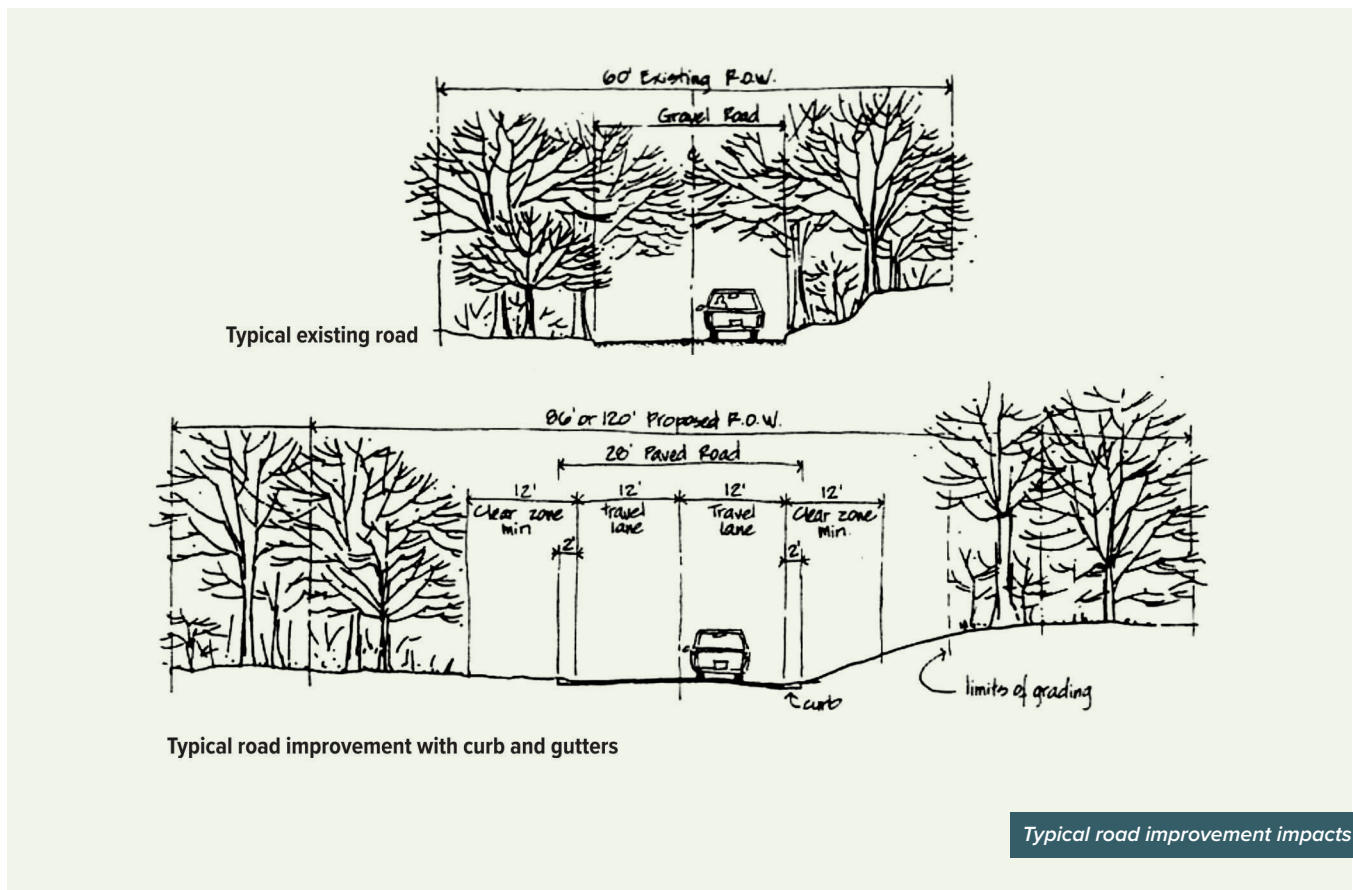 60' Existing R.O.W.
Gravel Road
Typical existing road
86' or 120' Proposed R.O.W.
28' Paved Road
12' 12' 12' 12'
Clear zone min
Travel lane
Travel lane
Clear zone min.
2' 2'
curb
limits of grading
Typical road improvement with curb and gutters
Typical road improvement impacts